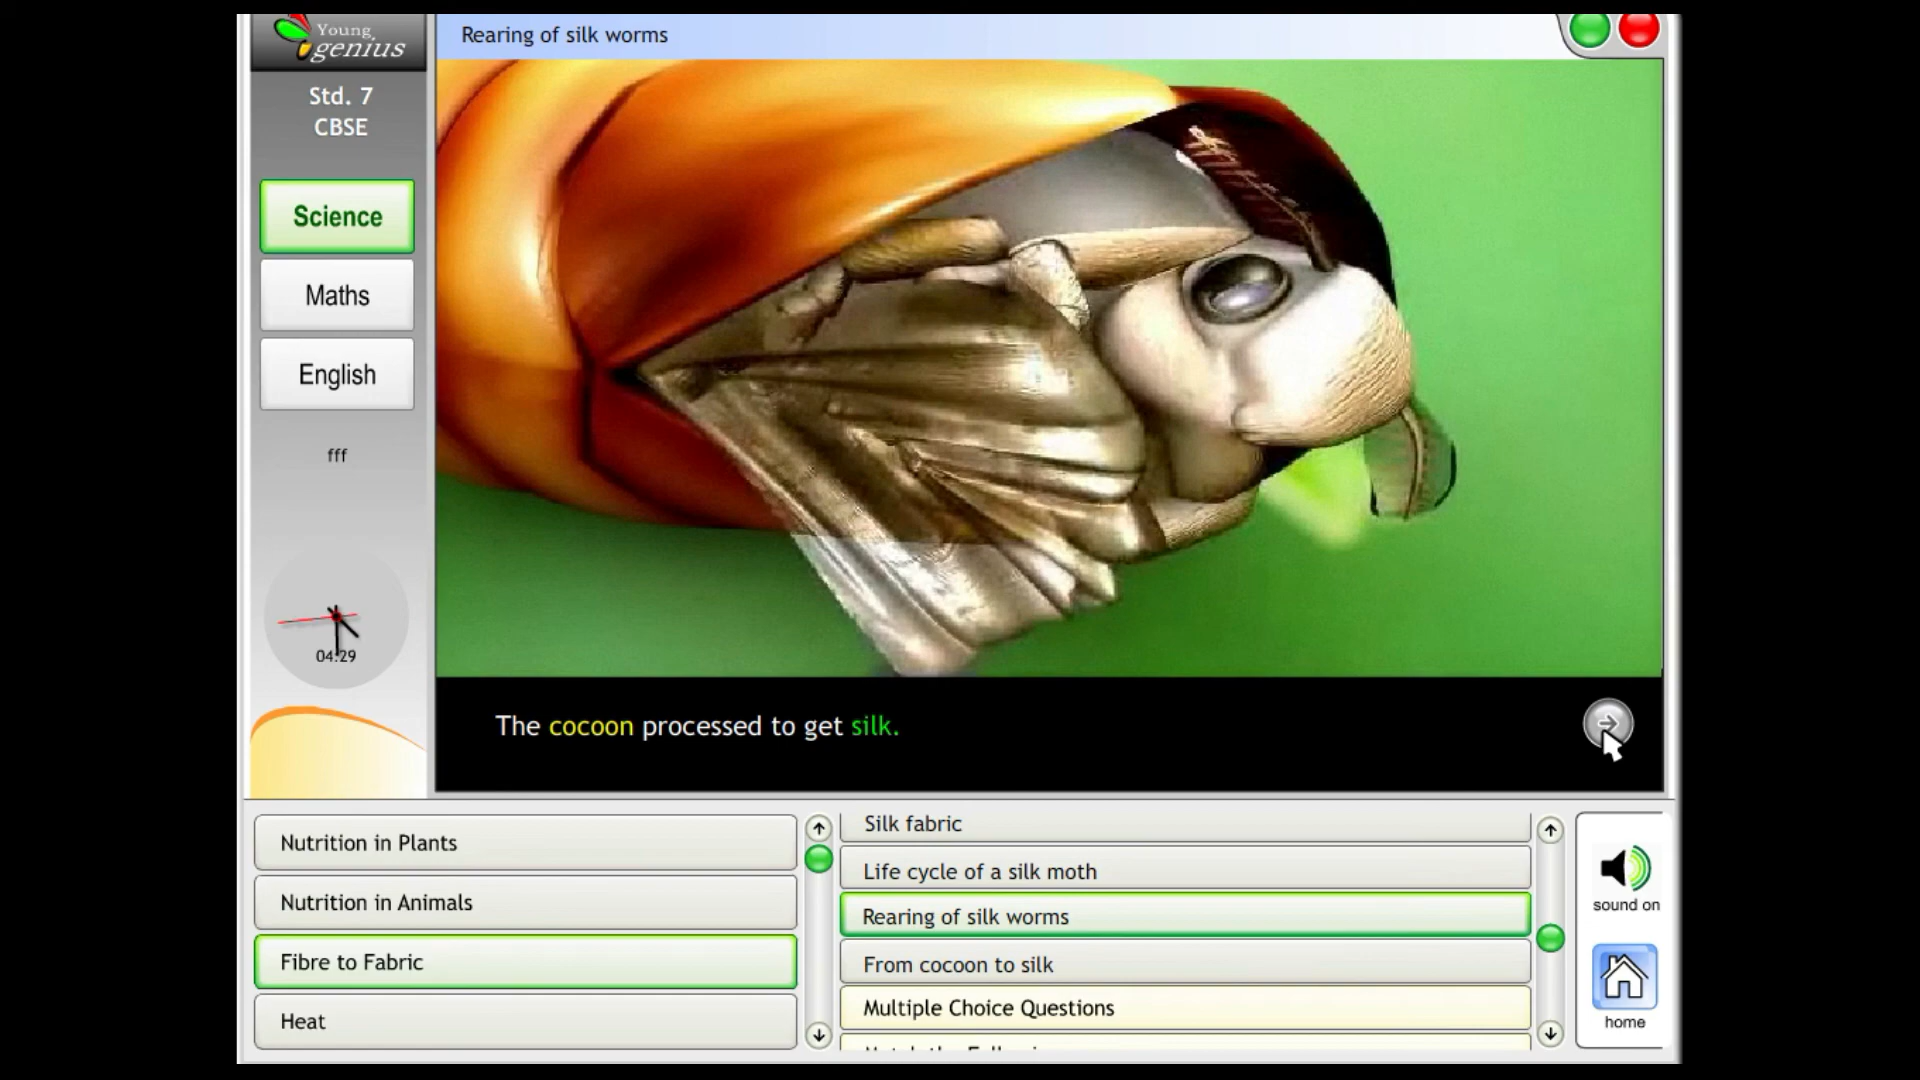 Young
genius
Rearing of silk worms
Std. 7
CBSE
Science
Maths
English
fff
04:29
The cocoon processed to get silk.
Nutrition in Plants
Nutrition in Animals
Fibre to Fabric
Heat
Silk fabric
Life cycle of a silk moth
Rearing of silk worms
From cocoon to silk
Multiple Choice Questions
sound on
home